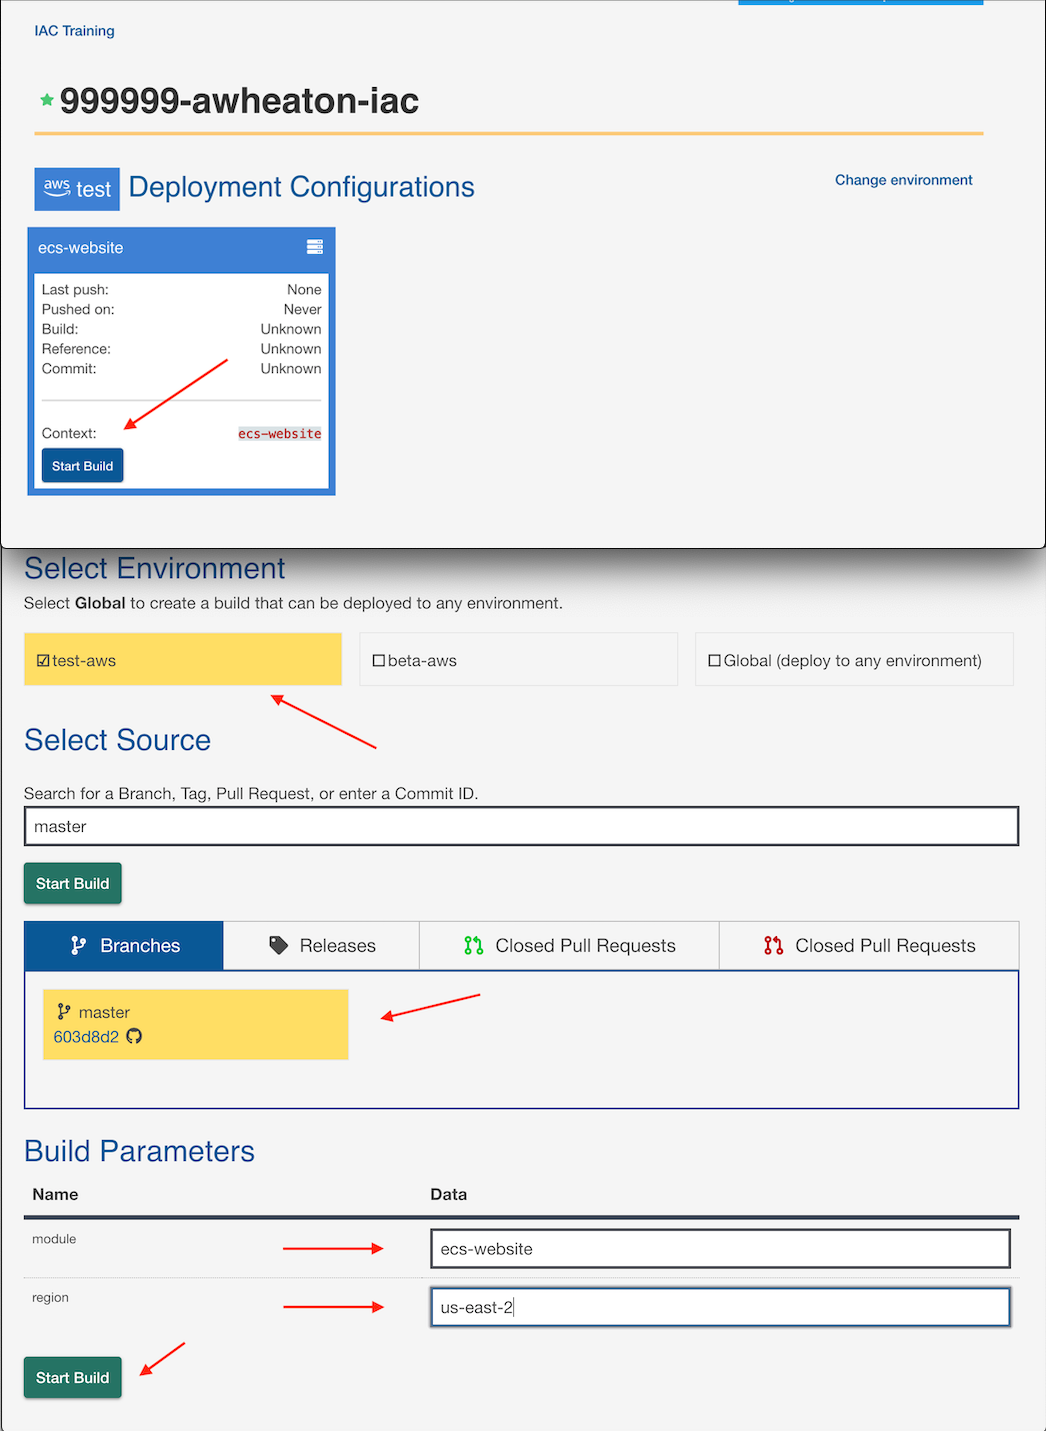 IAC Training
999999-awheaton-iac
aws test Deployment Configurations
Change environment
ecs-website
Last push: None
Pushed on: Never
Build: Unknown
Reference: Unknown
Commit: Unknown
Context: ecs-website
Start Build
Select Environment
Select Global to create a build that can be deployed to any environment.
test-aws
beta-aws
Global (deploy to any environment)
Select Source
Search for a Branch, Tag, Pull Request, or enter a Commit ID.
master
Start Build
Branches
Releases
Closed Pull Requests
Closed Pull Requests
master
603d8d2
Build Parameters
Name Data
module ecs-website
region us-east-2
Start Build